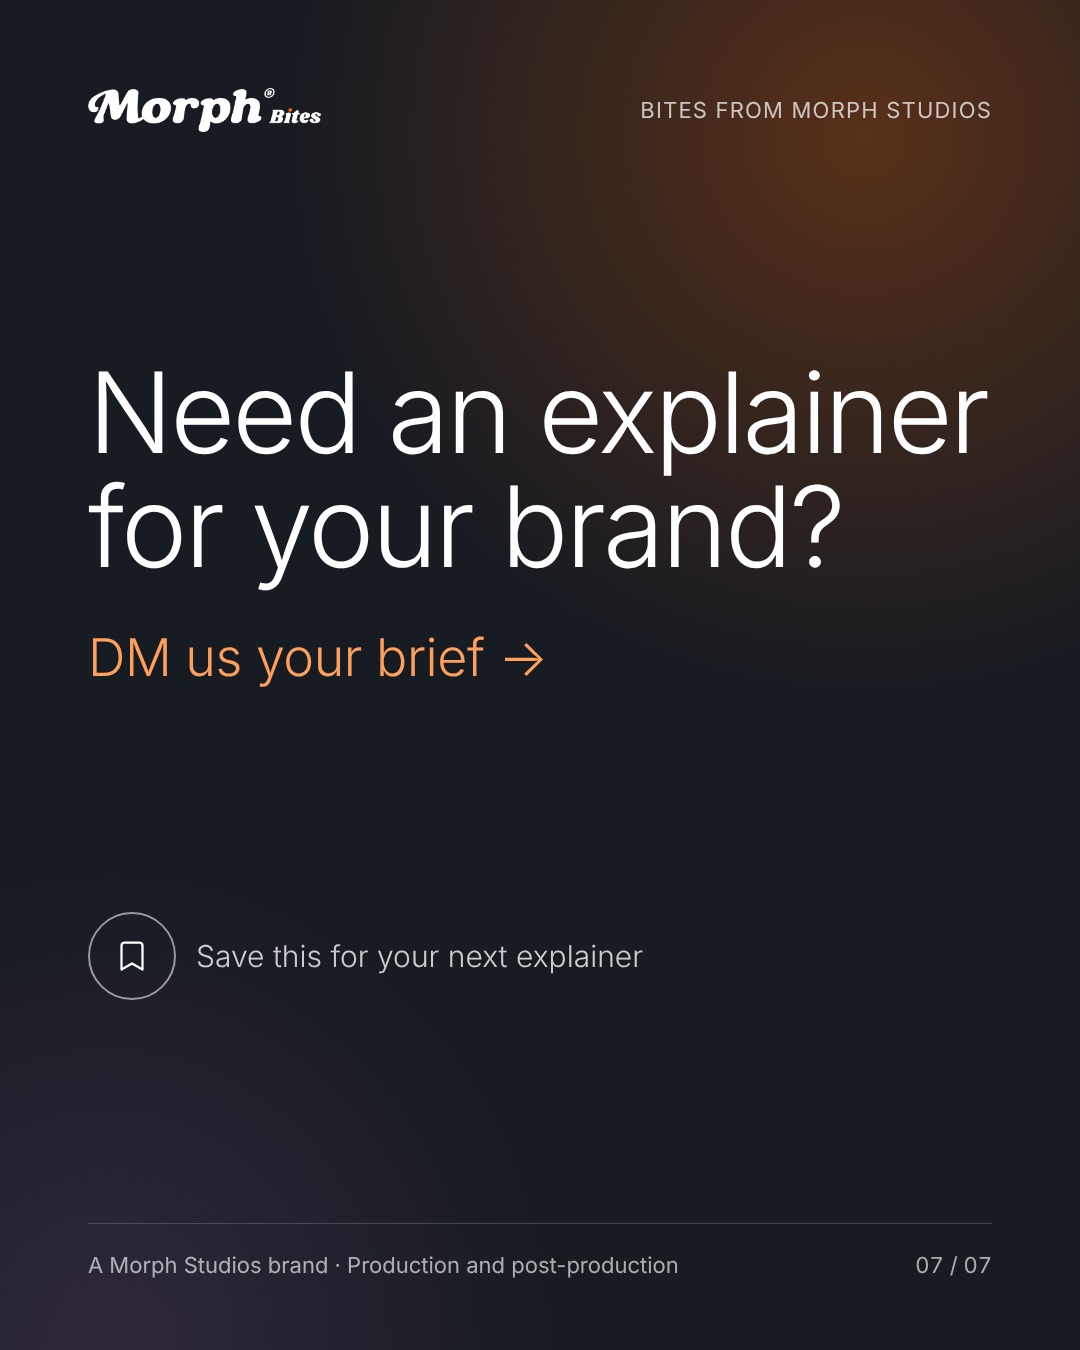 Morph® Bites
BITES FROM MORPH STUDIOS
Need an explainer
for your brand?
DM us your brief →
Save this for your next explainer
A Morph Studios brand · Production and post-production
07 / 07